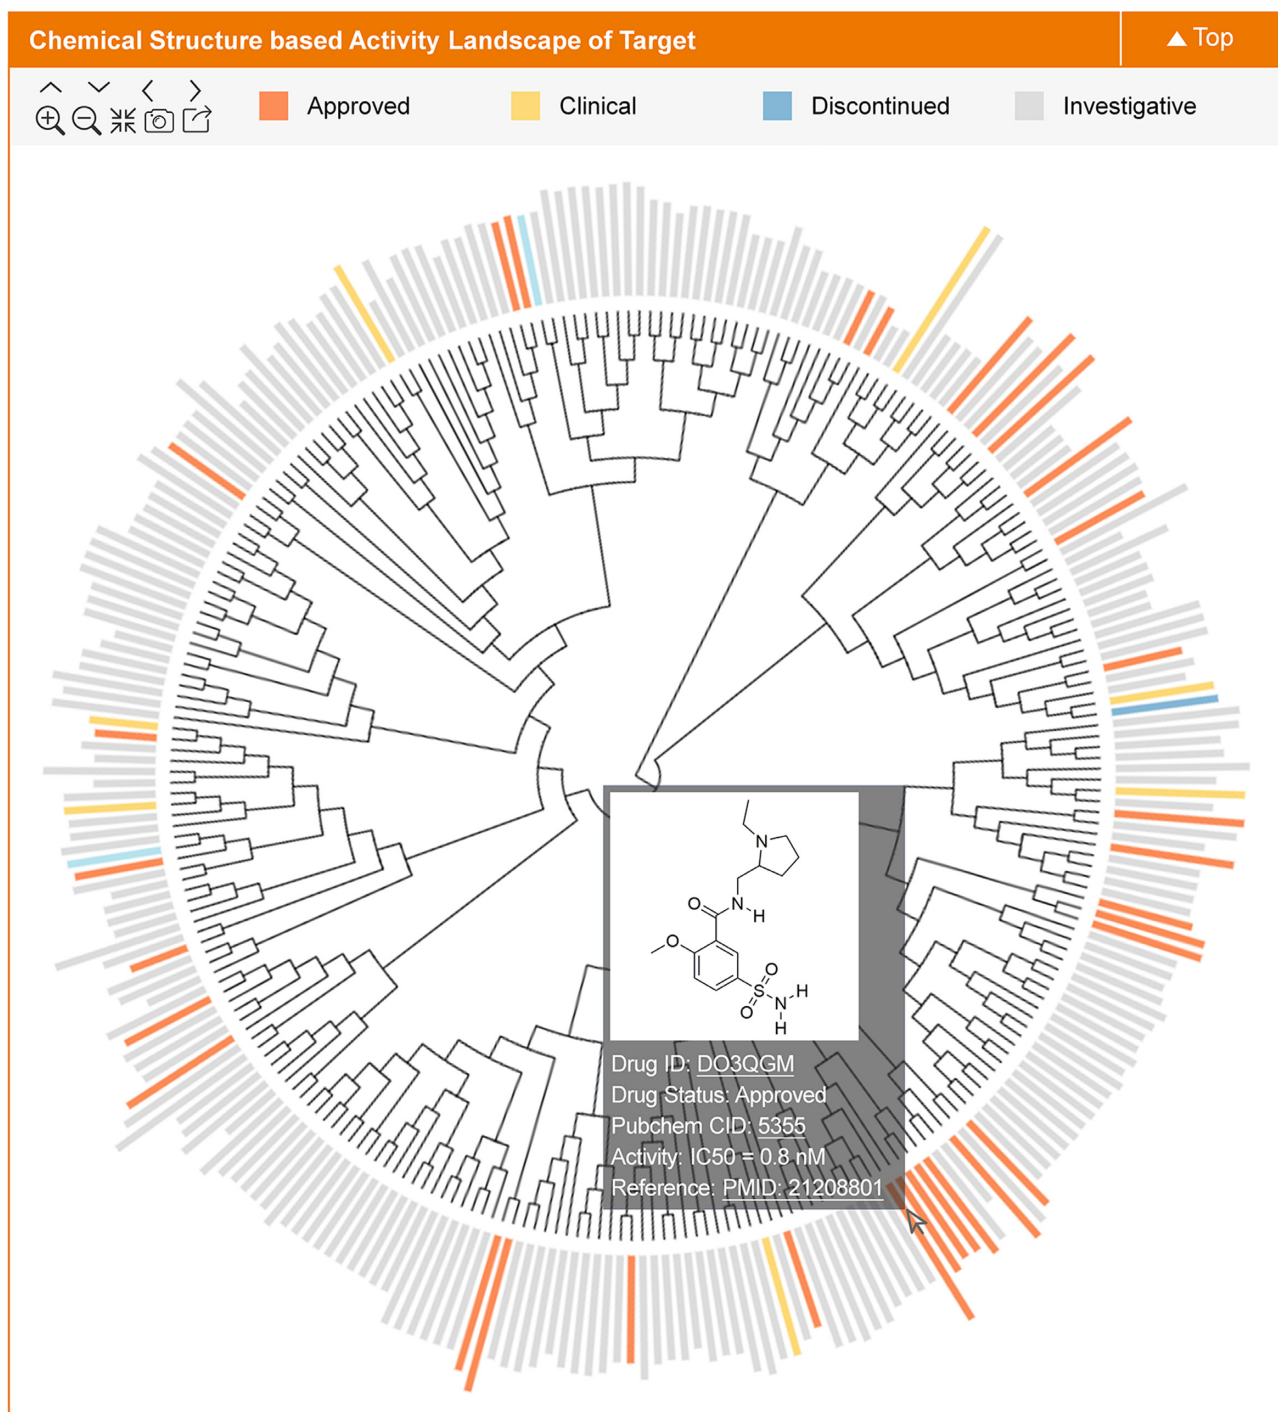 Chemical Structure based Activity Landscape of Target
▲ Top
Approved
Clinical
Discontinued
Investigative
N
O
N
H
O
O
S
N
H
O
H
Drug ID: DO3QGM
Drug Status: Approved
Pubchem CID: 5355
Activity: IC50 = 0.8 nM
Reference: PMID: 21208801